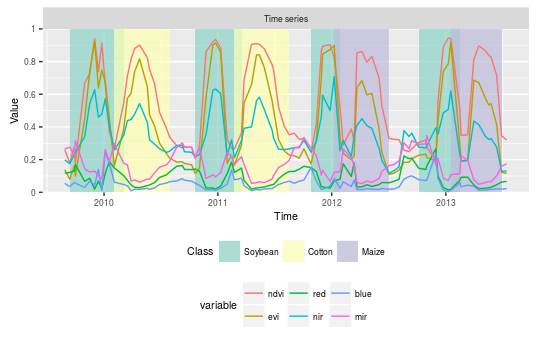 Time series
Value
1
0.8
0.6
0.4
0.2
0
2010
2011
2012
2013
Time
Class
Soybean
Cotton
Maize
variable
ndvi
red
blue
evi
nir
mir